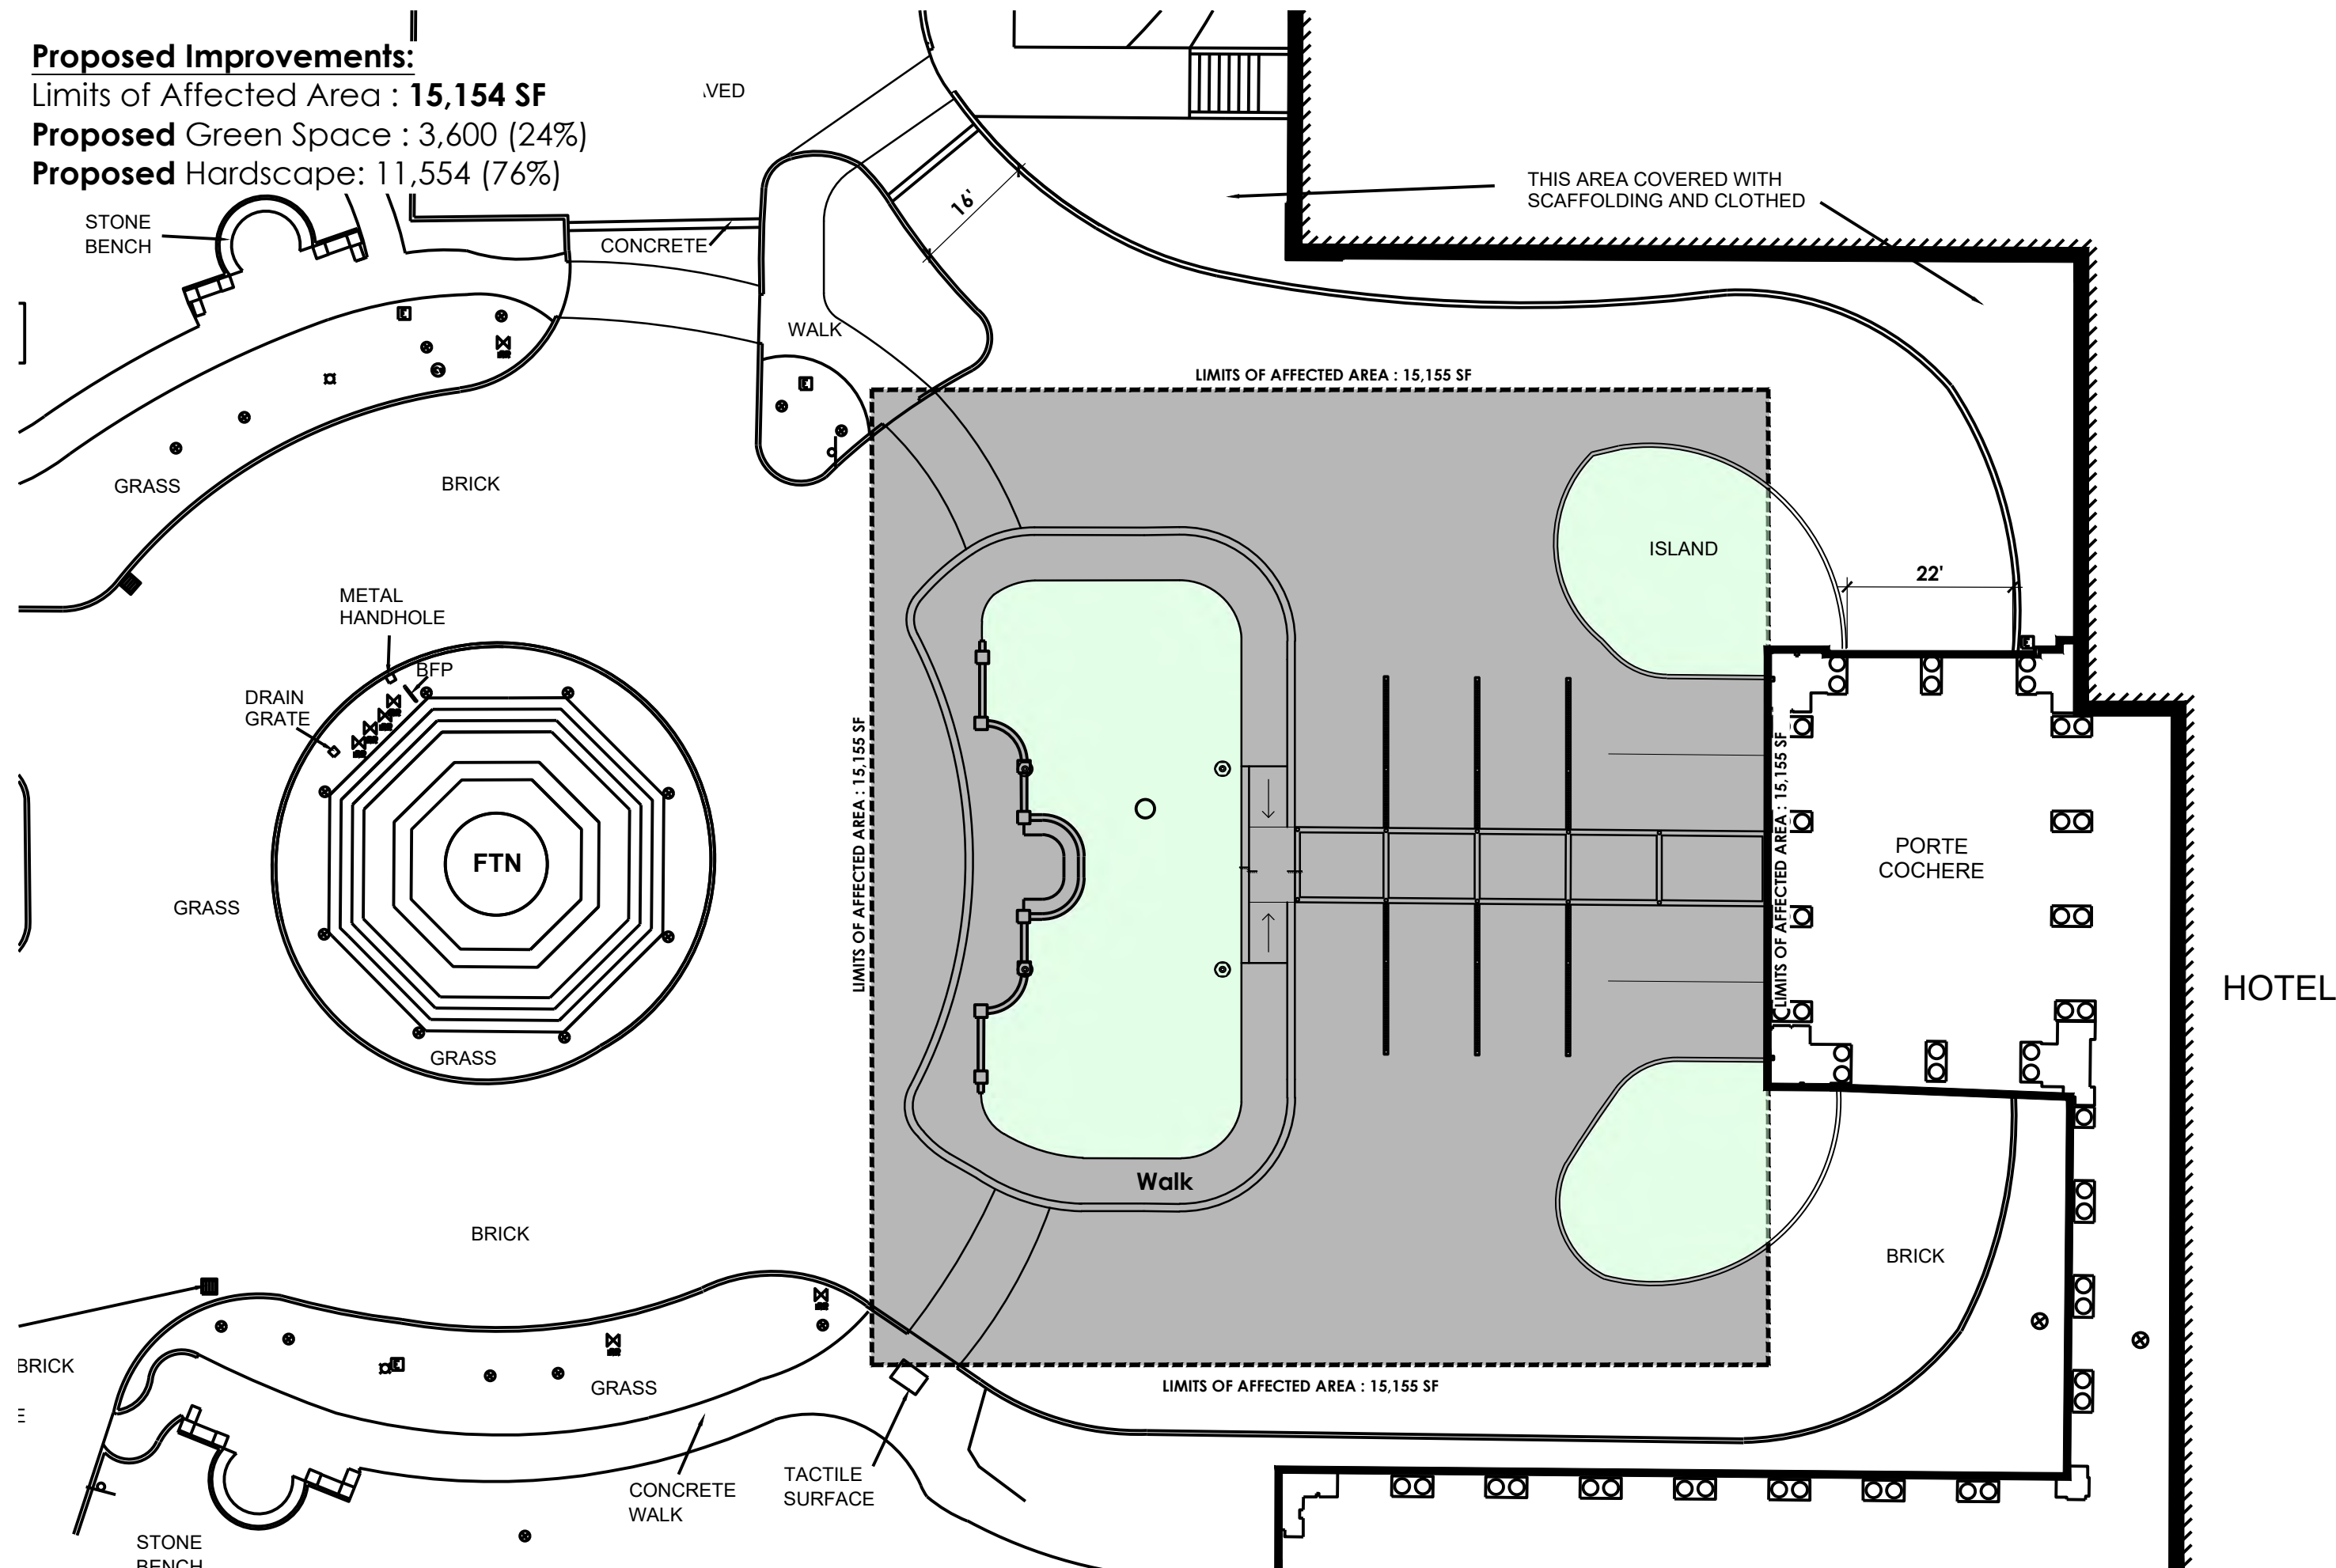 Proposed Improvements:
Limits of Affected Area : 15,154 SF
Proposed Green Space : 3,600 (24%)
Proposed Hardscape: 11,554 (76%)
VED
THIS AREA COVERED WITH
SCAFFOLDING AND CLOTHED
STONE
BENCH
CONCRETE
16'
WALK
E
E
LIMITS OF AFFECTED AREA : 15,155 SF
GRASS
BRICK
ISLAND
22'
METAL
HANDHOLE
BFP
DRAIN
GRATE
E
LIMITS OF AFFECTED AREA : 15,155 SF
LIMITS OF AFFECTED AREA : 15,155 SF
FTN
PORTE
COCHERE
GRASS
HOTEL
GRASS
Walk
BRICK
BRICK
BRICK
E
GRASS
LIMITS OF AFFECTED AREA : 15,155 SF
E
CONCRETE
WALK
TACTILE
SURFACE
STONE
BENCH